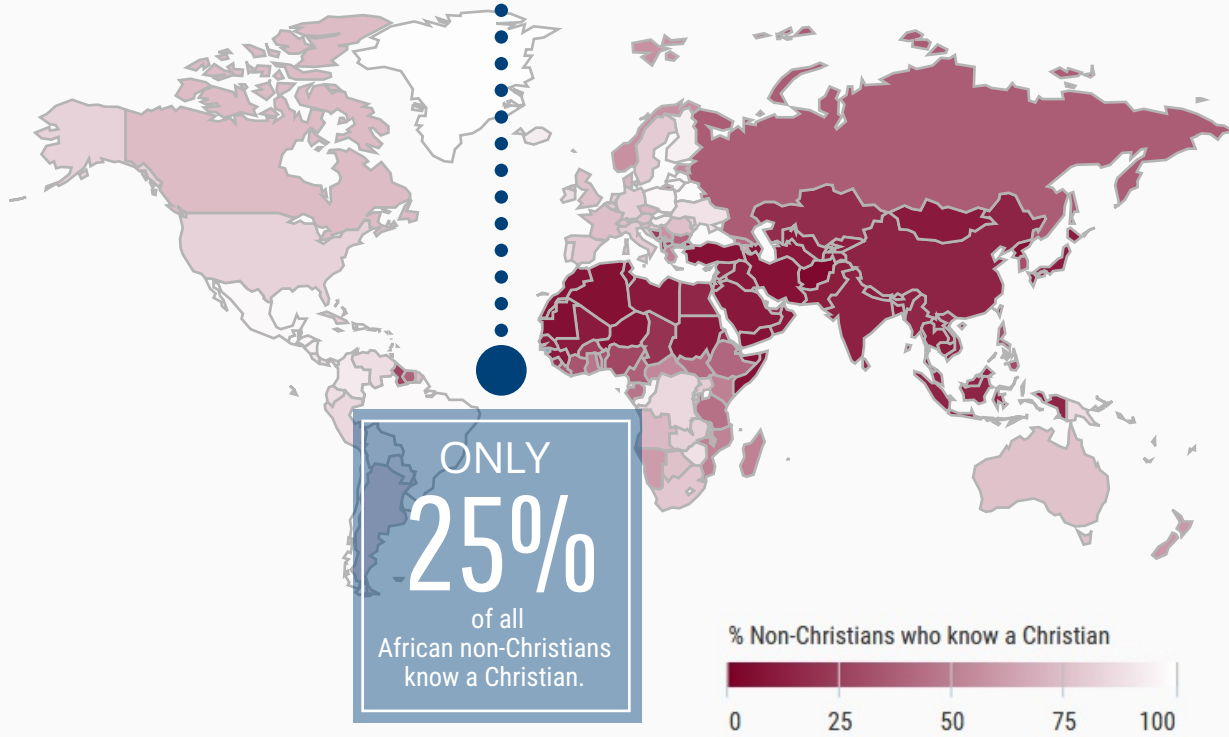 ONLY
25%
of all
African non-Christians
know a Christian.
% Non-Christians who know a Christian
0 25 50 75 100